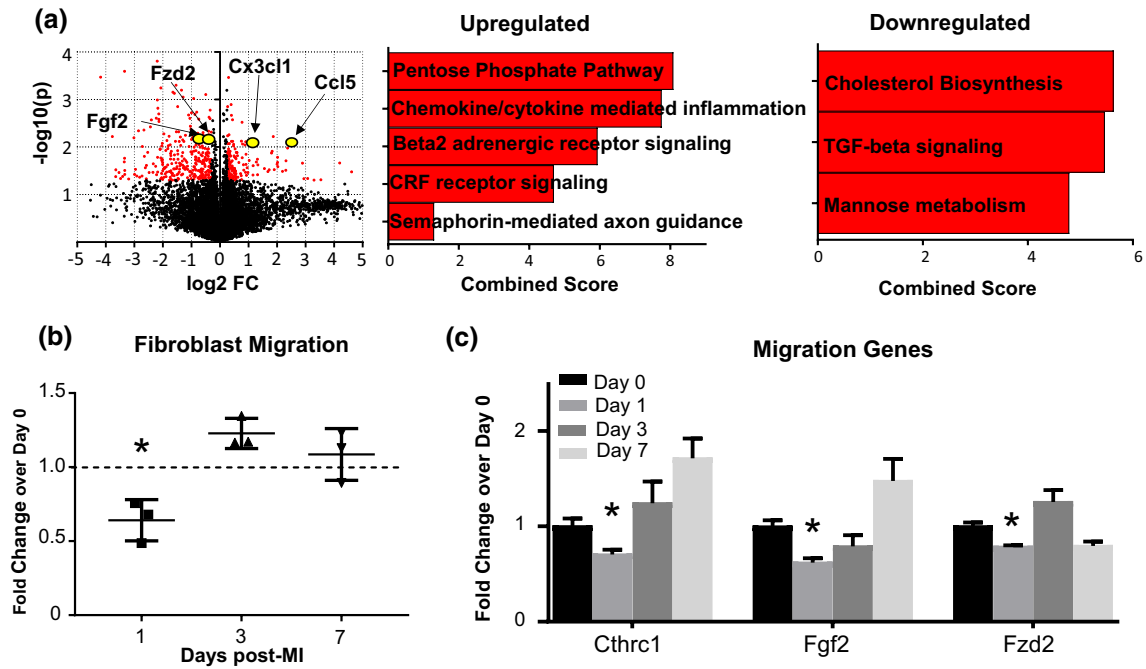 (a)
4
3
2
1
-log10(p)
Fzd2
Cx3cl1
Ccl5
Fgf2
-5 -4 -3 -2 -1 0 1 2 3 4 5
log2 FC
Upregulated
Pentose Phosphate Pathway
Chemokine/cytokine mediated inflammation
Beta2 adrenergic receptor signaling
CRF receptor signaling
Semaphorin-mediated axon guidance
0 2 4 6 8
Combined Score
Downregulated
Cholesterol Biosynthesis
TGF-beta signaling
Mannose metabolism
0 2 4 6
Combined Score
(b)
Fibroblast Migration
Fold Change over Day 0
1.5
1.0
0.5
0
*
1 3 7
Days post-MI
(c)
Migration Genes
Fold Change over Day 0
2
1
0
Day 0
Day 1
Day 3
Day 7
* * *
Cthrc1 Fgf2 Fzd2